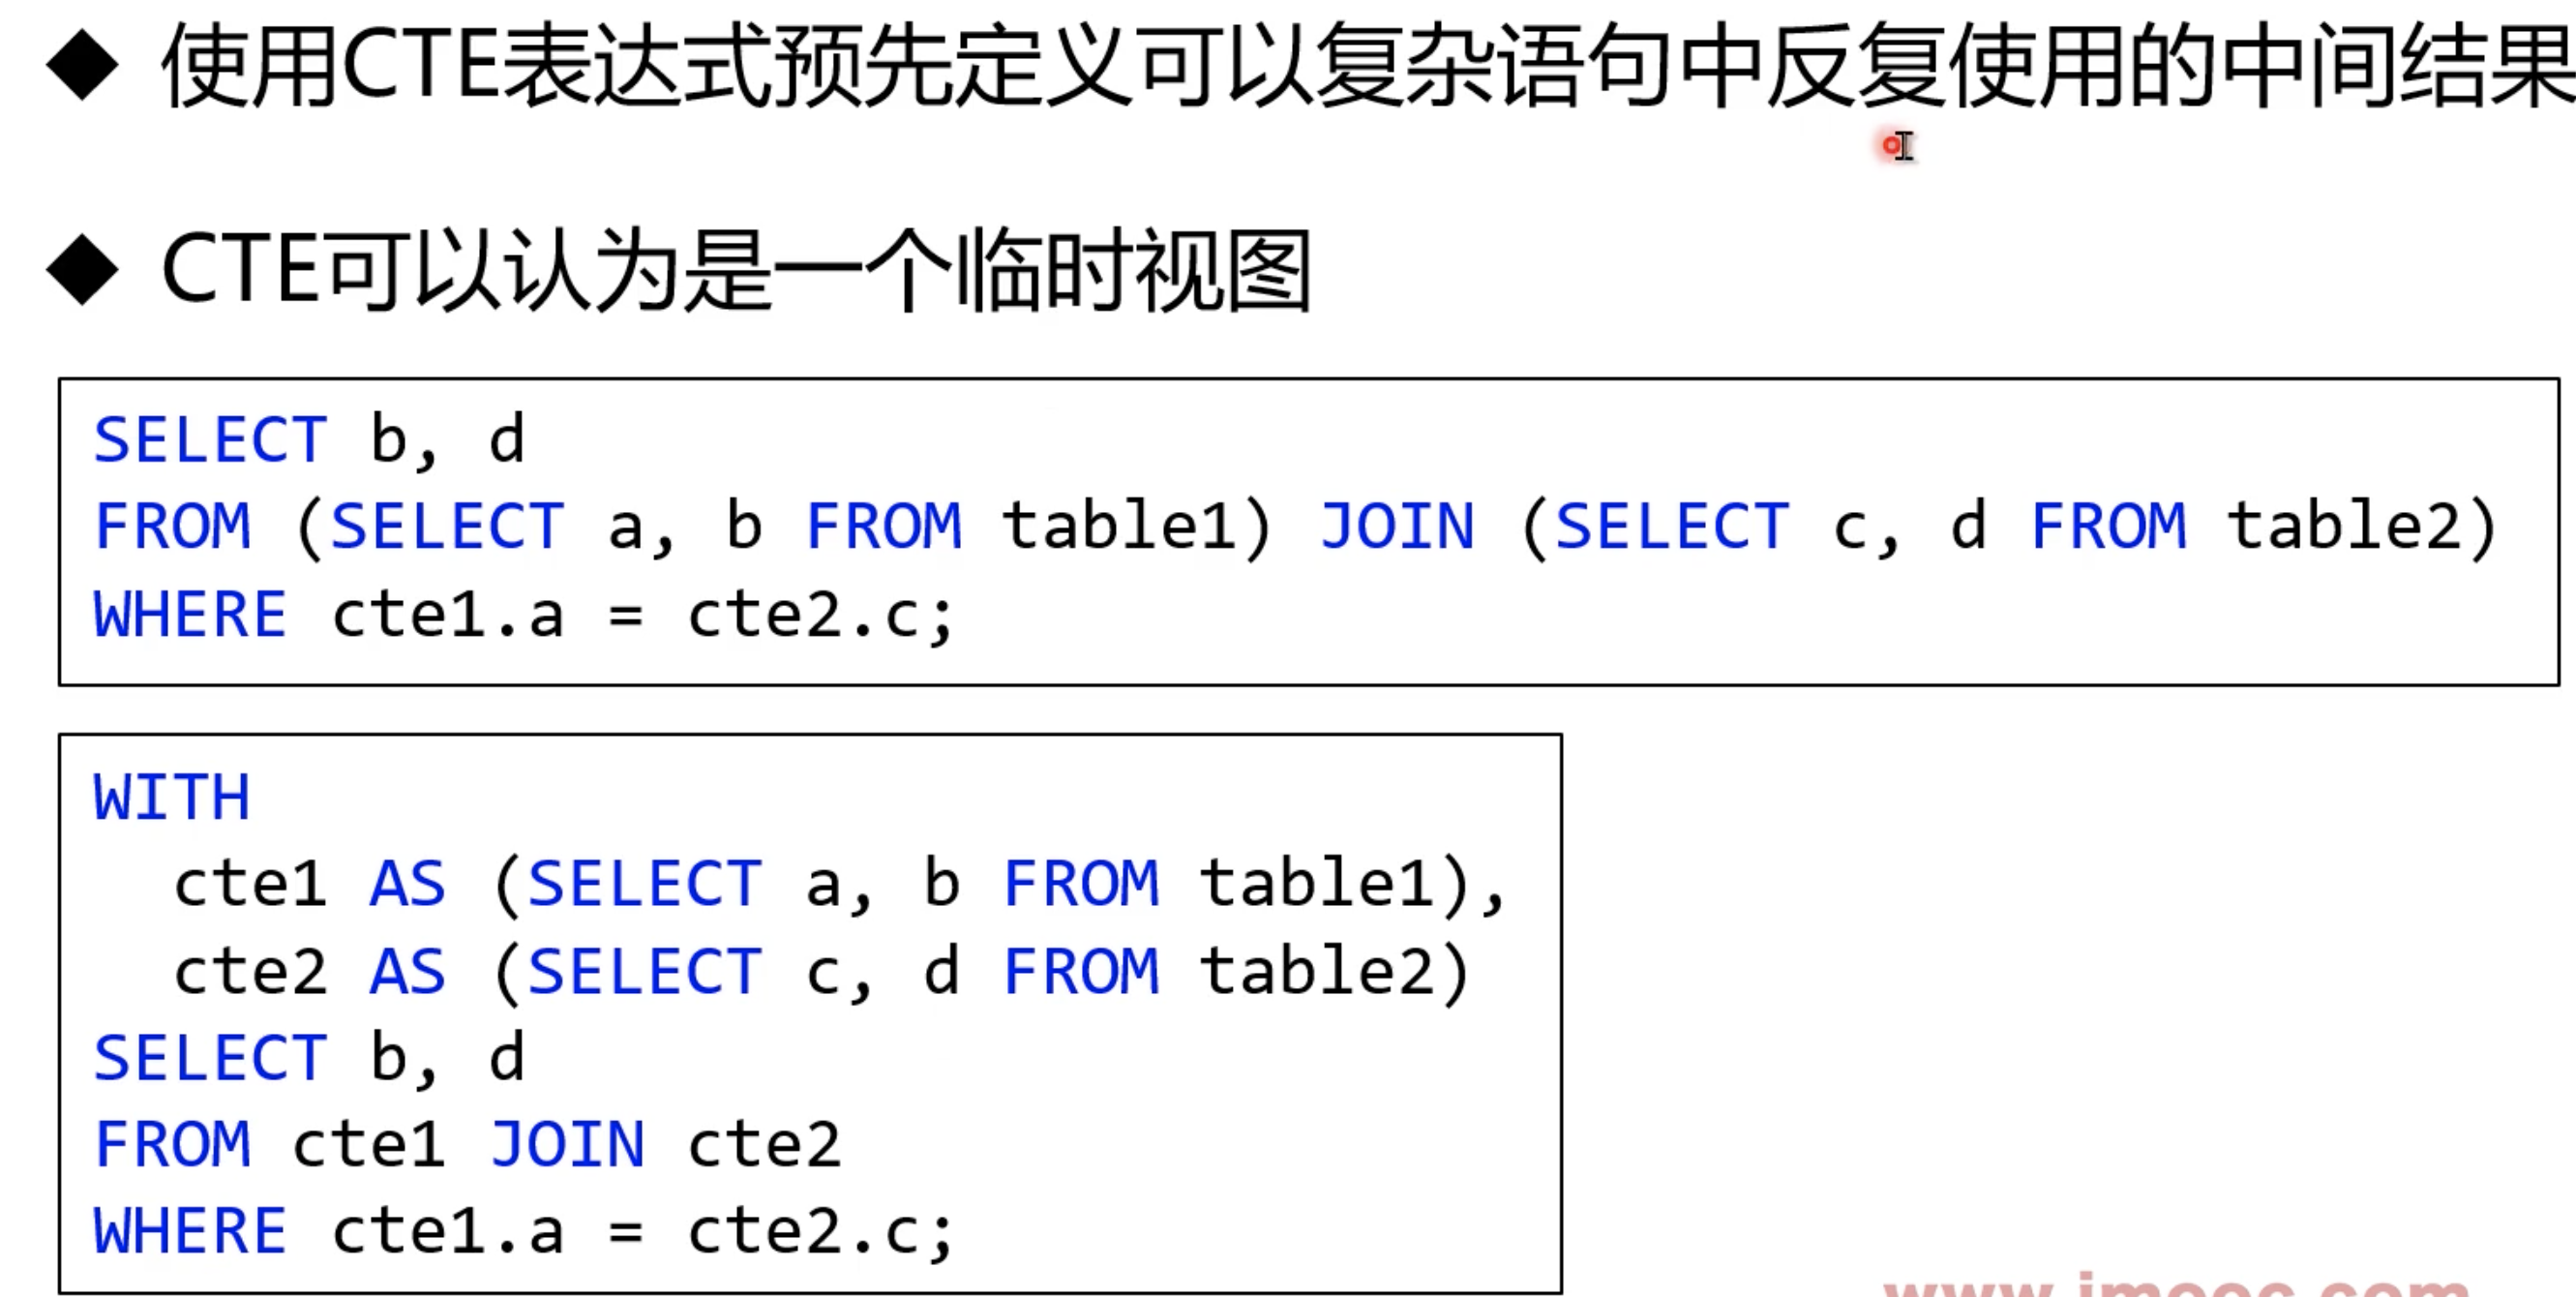 ◆ 使用CTE表达式预先定义可以复杂语句中反复使用的中间结果
◆ CTE可以认为是一个临时视图
SELECT b, d
FROM (SELECT a, b FROM table1) JOIN (SELECT c, d FROM table2)
WHERE cte1.a = cte2.c;
WITH
  cte1 AS (SELECT a, b FROM table1),
  cte2 AS (SELECT c, d FROM table2)
SELECT b, d
FROM cte1 JOIN cte2
WHERE cte1.a = cte2.c;
www.imooc.com